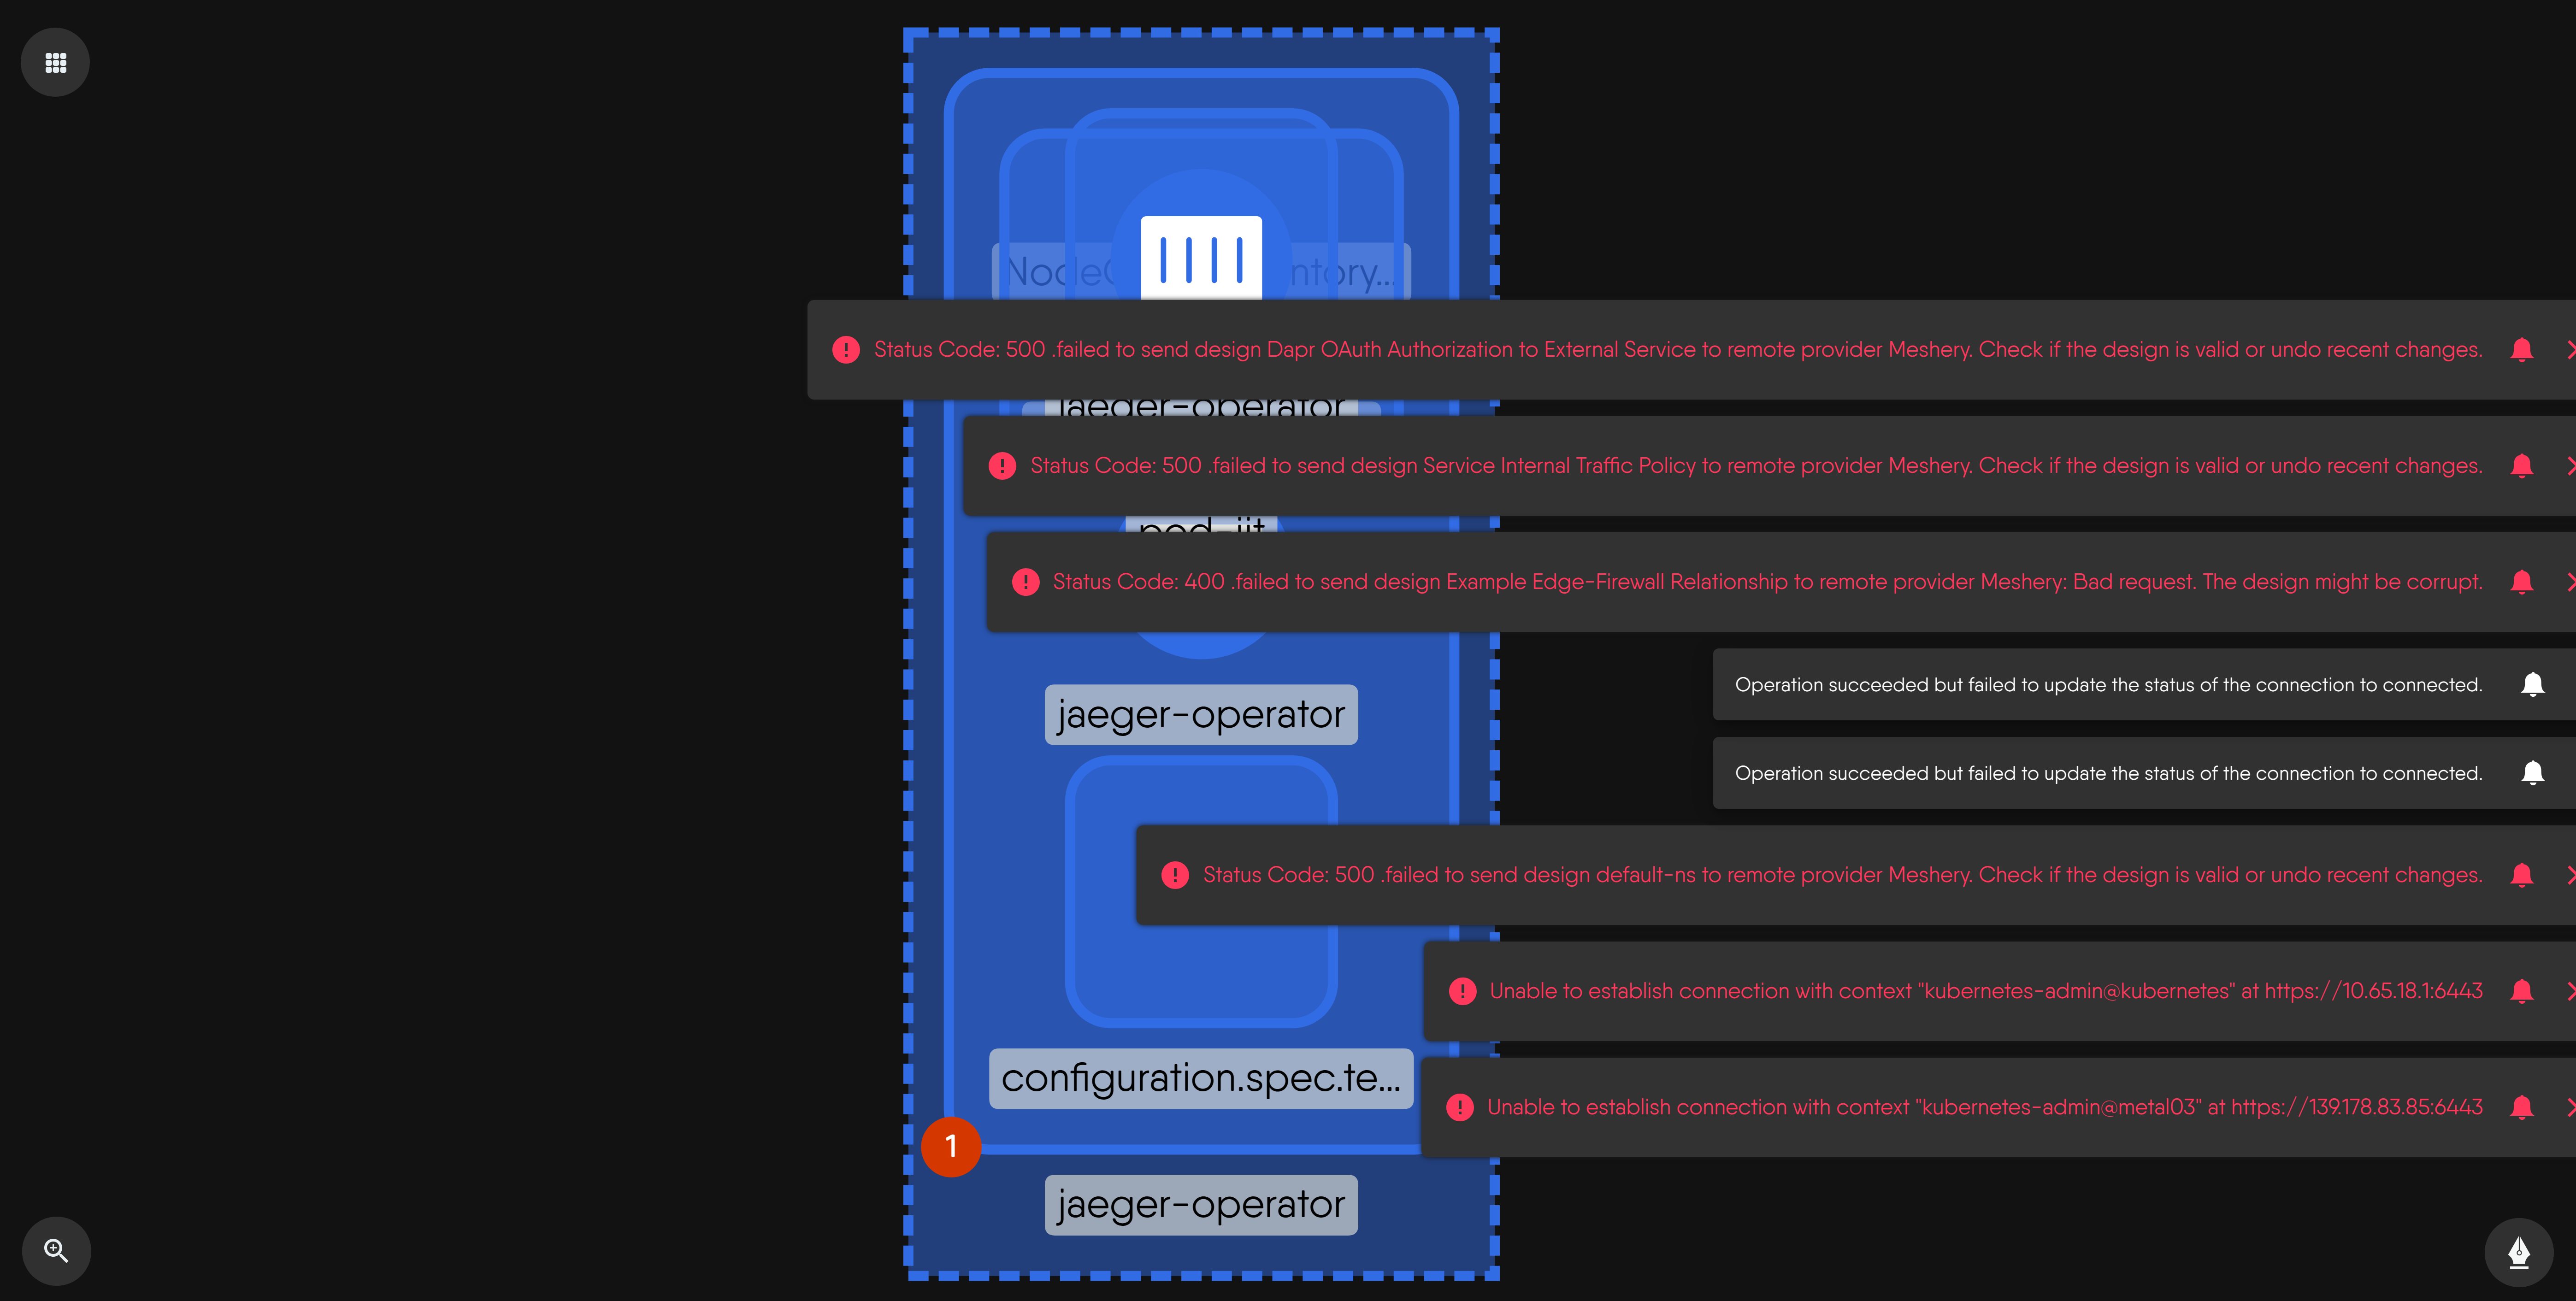 ntory...
Status Code: 500 .failed to send design Dapr OAuth Authorization to External Service to remote provider Meshery. Check if the design is valid or undo recent changes.
jaeger-operator
Status Code: 500 .failed to send design Service Internal Traffic Policy to remote provider Meshery. Check if the design is valid or undo recent changes.
Status Code: 400 .failed to send design Example Edge-Firewall Relationship to remote provider Meshery: Bad request. The design might be corrupt.
Operation succeeded but failed to update the status of the connection to connected.
jaeger-operator
Operation succeeded but failed to update the status of the connection to connected.
Status Code: 500 .failed to send design default-ns to remote provider Meshery. Check if the design is valid or undo recent changes.
Unable to establish connection with context "kubernetes-admin@kubernetes" at https://10.65.18.1:6443
configuration.spec.te...
Unable to establish connection with context "kubernetes-admin@metal03" at https://139.178.83.85:6443
1
jaeger-operator